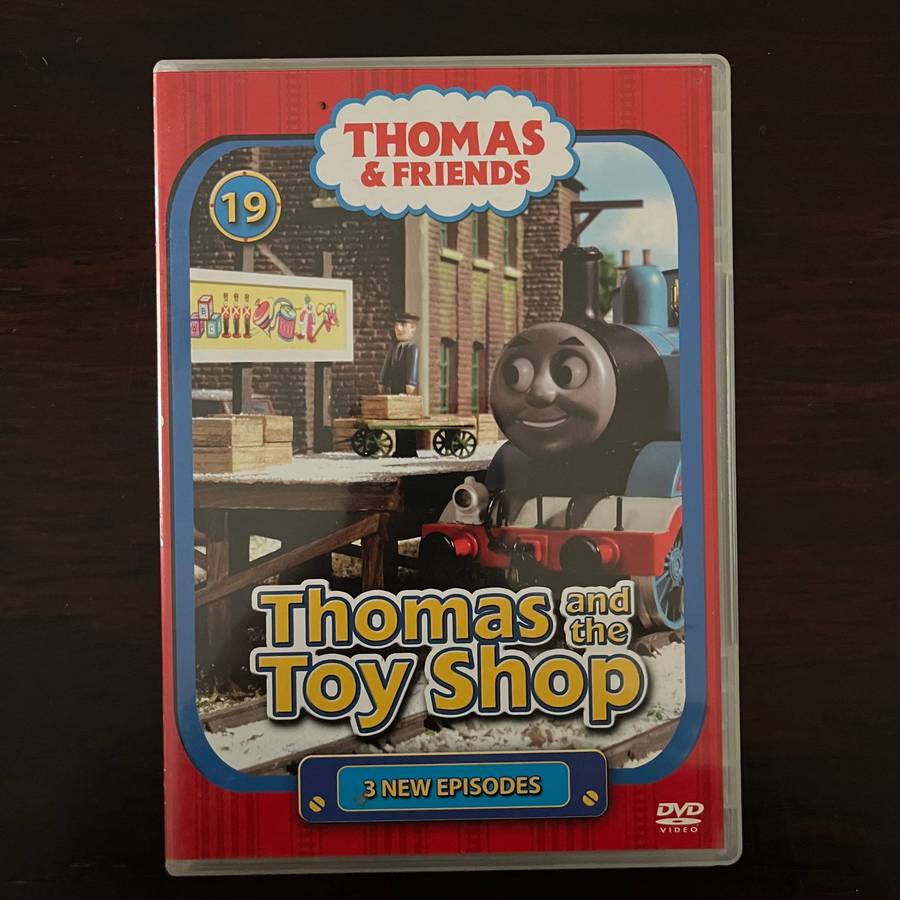 THOMAS
& FRIENDS
19
Thomas and the
Toy Shop
3 NEW EPISODES
DVD
VIDEO